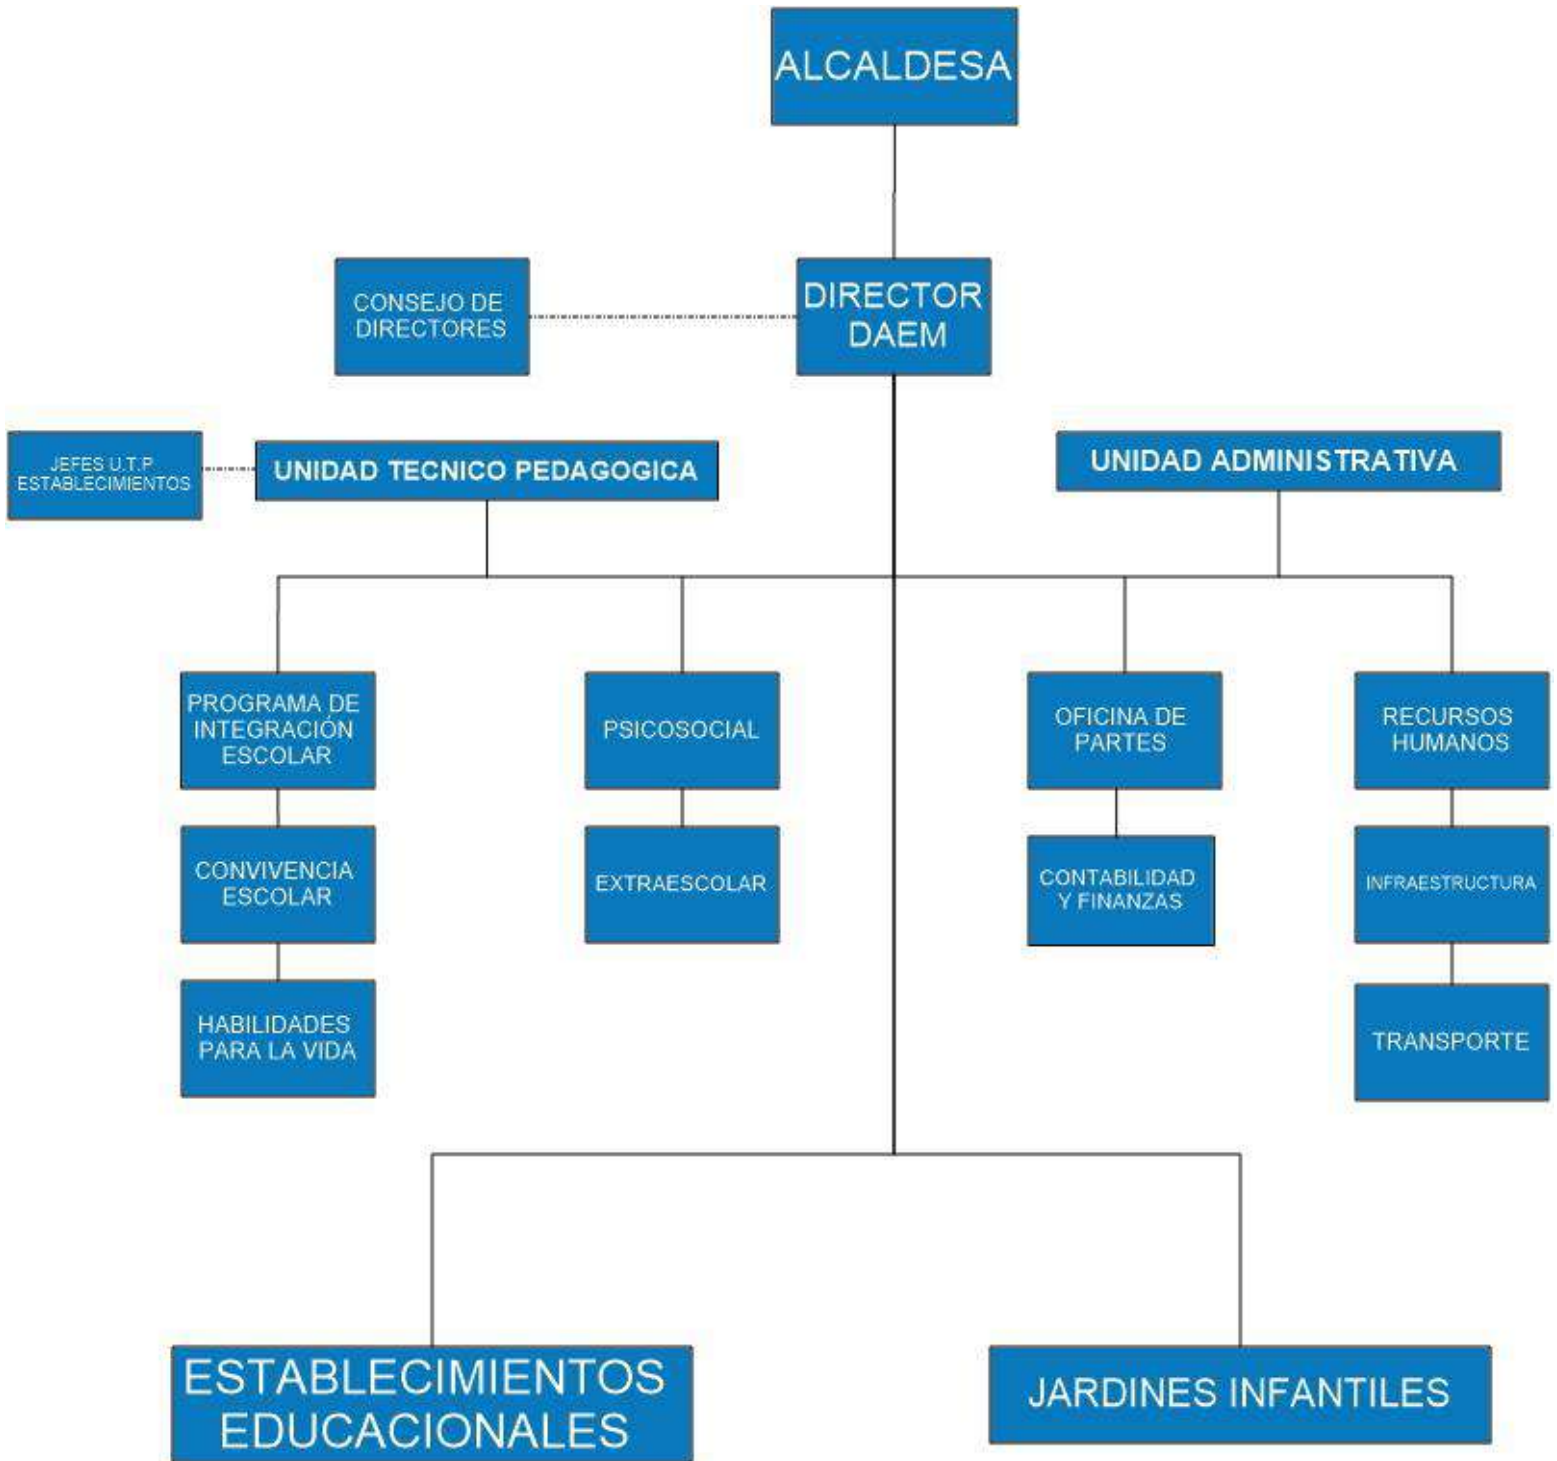 ALCALDESA
CONSEJO DE
DIRECTORES
DIRECTOR
DAEM
JEFES U.T.P
ESTABLECIMIENTOS
UNIDAD TECNICO PEDAGOGICA
UNIDAD ADMINISTRATIVA
PROGRAMA DE
INTEGRACIÓN
ESCOLAR
PSICOSOCIAL
OFICINA DE
PARTES
RECURSOS
HUMANOS
CONVIVENCIA
ESCOLAR
EXTRAESCOLAR
CONTABILIDAD
Y FINANZAS
INFRAESTRUCTURA
HABILIDADES
PARA LA VIDA
TRANSPORTE
ESTABLECIMIENTOS
EDUCACIONALES
JARDINES INFANTILES